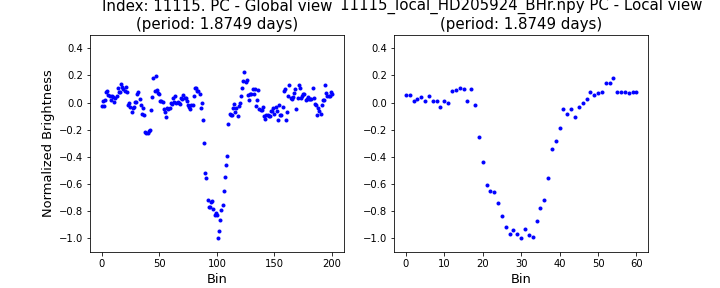 Index: 11115. PC - Global view
(period: 1.8749 days)
11115_local_HD205924_BHr.npy PC - Local view
(period: 1.8749 days)
Normalized Brightness
0.4
0.2
0.0
−0.2
−0.4
−0.6
−0.8
−1.0
0 50 100 150 200
Bin
0.4
0.2
0.0
−0.2
−0.4
−0.6
−0.8
−1.0
0 10 20 30 40 50 60
Bin